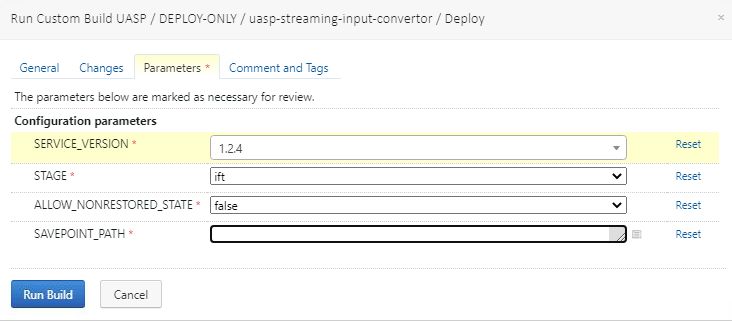 Run Custom Build UASP / DEPLOY-ONLY / uasp-streaming-input-convertor / Deploy ×
General Changes Parameters * Comment and Tags
The parameters below are marked as necessary for review.
Configuration parameters
SERVICE_VERSION * 1.2.4 Reset
STAGE * ift Reset
ALLOW_NONRESTORED_STATE * false Reset
SAVEPOINT_PATH * Reset
Run Build Cancel